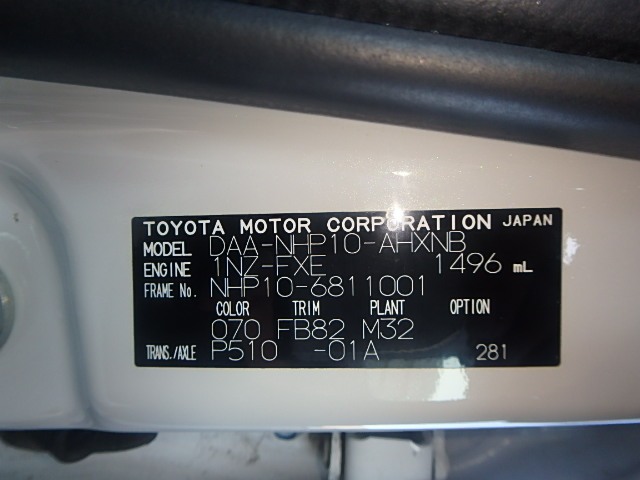 TOYOTA MOTOR CORPORATION JAPAN
MODEL DAA-NHP10-AHXNB
ENGINE 1NZ-FXE 1496 mL
FRAME No. NHP10-6811001
COLOR TRIM PLANT OPTION
070 FB82 M32
TRANS./AXLE P510 -01A 281